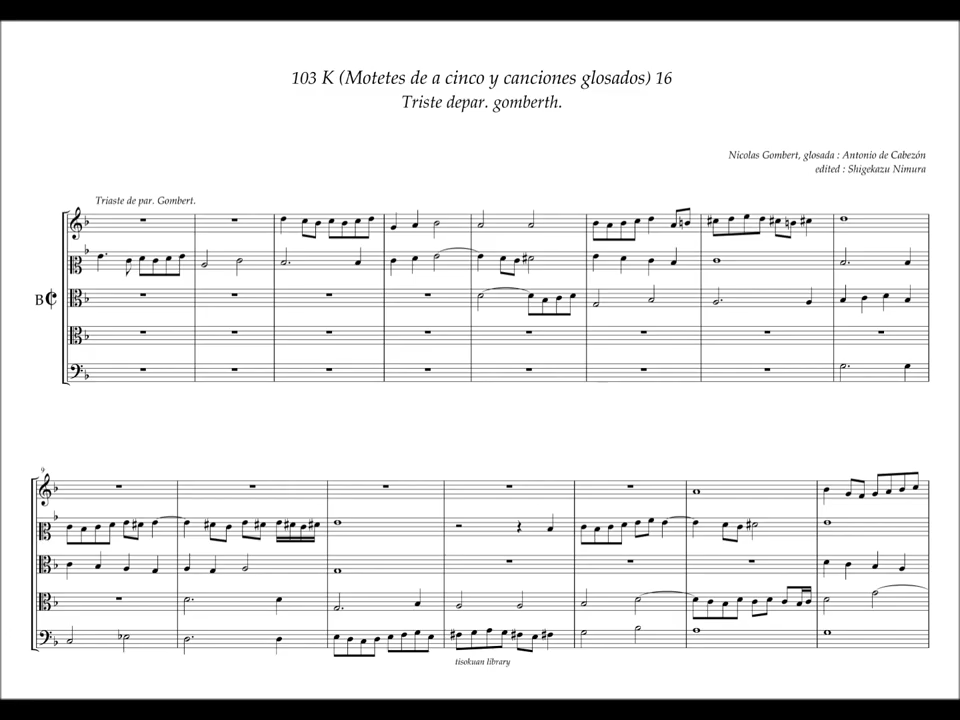 103 K (Motetes de a cinco y canciones glosados) 16
Triste depar. gomberth.
Nicolas Gombert, glosada : Antonio de Cabezón
edited : Shigekazu Nimura
Triaste de par. Gombert.
B
9
tisokuan library